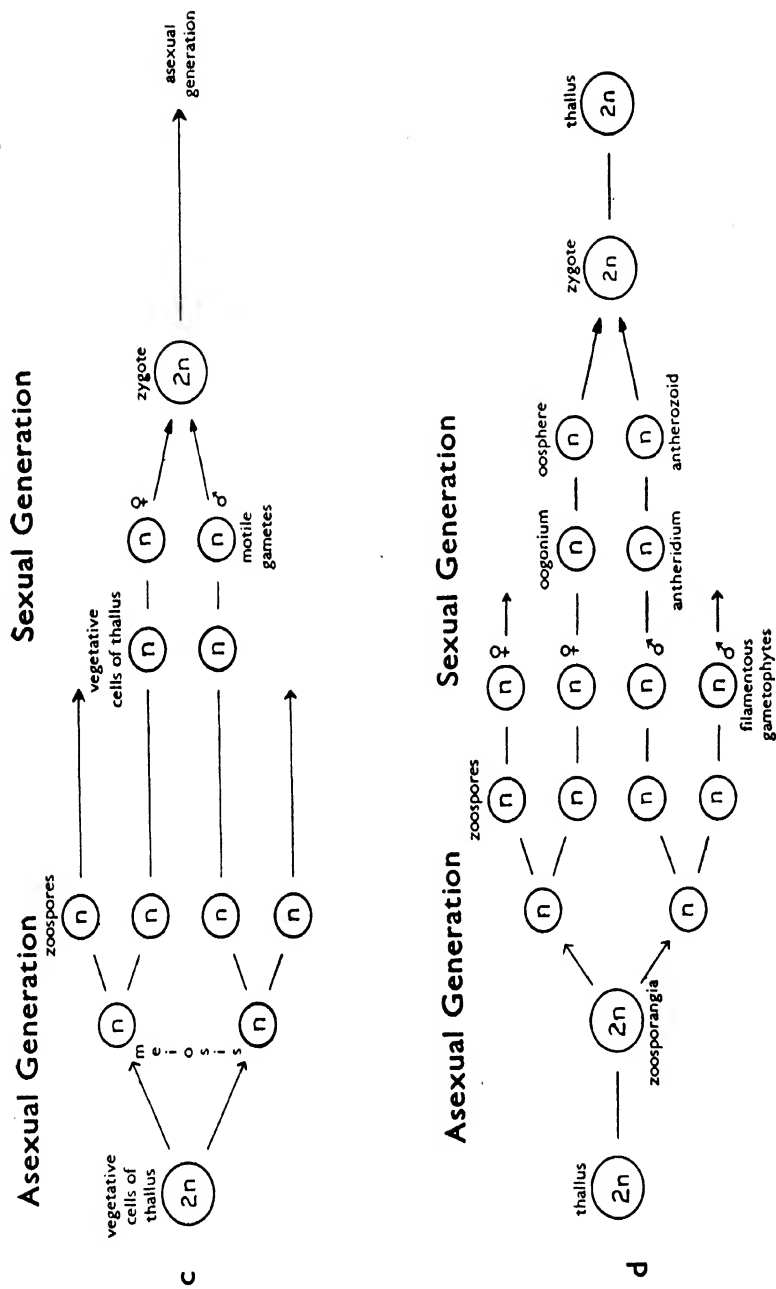 Asexual Generation
Sexual Generation
vegetative
cells of
thallus
2n
meiosis
n
n
zoospores
n
n
n
n
vegetative
cells of thallus
n
n
n ♀
n ♂
motile
gametes
zygote
2n
asexual
generation
c
Asexual Generation
Sexual Generation
thallus
2n
2n
zoosporangia
n
n
zoospores
n
n
n
n
n ♀
n ♀
n ♂
n ♂
filamentous
gametophytes
oogonium
n
n
antheridium
oosphere
n
n
antherozoid
zygote
2n
thallus
2n
d